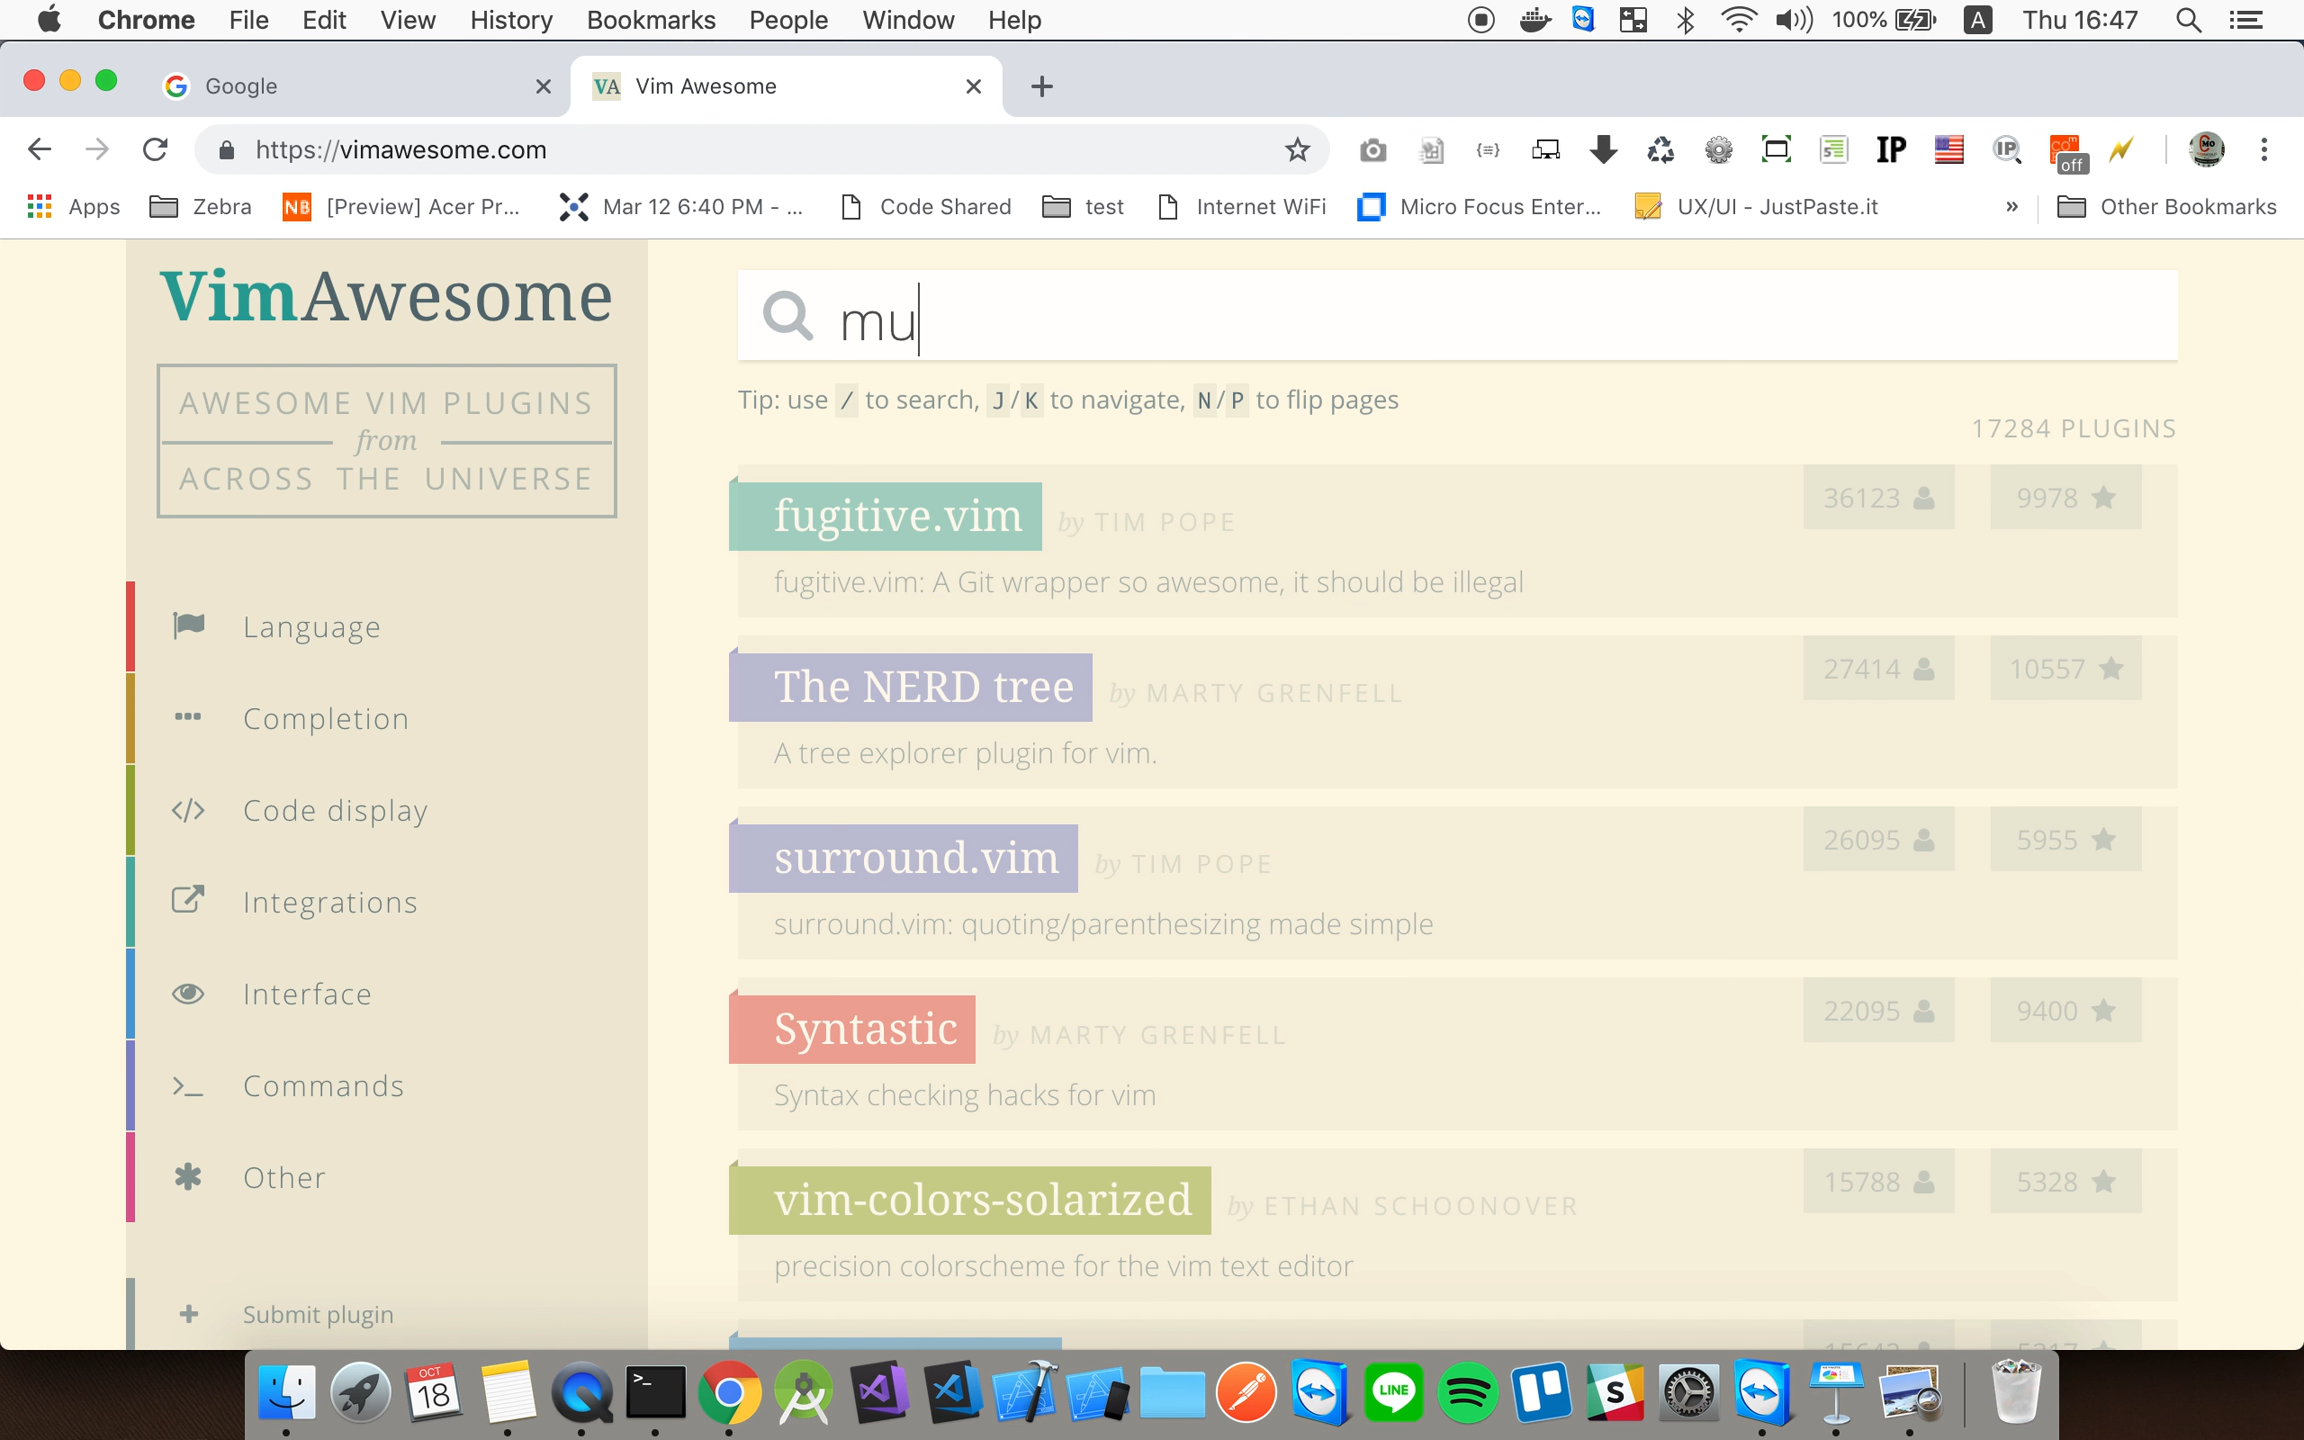 Chrome File Edit View History Bookmarks People Window Help 100% A Thu 16:47
Google
VA Vim Awesome
https://vimawesome.com
IP
IP
off
Apps Zebra NB [Preview] Acer Pr... Mar 12 6:40 PM - ... Code Shared test Internet WiFi Micro Focus Enter... UX/UI - JustPaste.it » Other Bookmarks
VimAwesome
AWESOME VIM PLUGINS
from
ACROSS THE UNIVERSE
Language
Completion
Code display
Integrations
Interface
Commands
Other
Submit plugin
mu
Tip: use / to search, J/K to navigate, N/P to flip pages
17284 PLUGINS
fugitive.vim by TIM POPE 36123 9978
fugitive.vim: A Git wrapper so awesome, it should be illegal
The NERD tree by MARTY GRENFELL 27414 10557
A tree explorer plugin for vim.
surround.vim by TIM POPE 26095 5955
surround.vim: quoting/parenthesizing made simple
Syntastic by MARTY GRENFELL 22095 9400
Syntax checking hacks for vim
vim-colors-solarized by ETHAN SCHOONOVER 15788 5328
precision colorscheme for the vim text editor
OCT
18
LINE
S